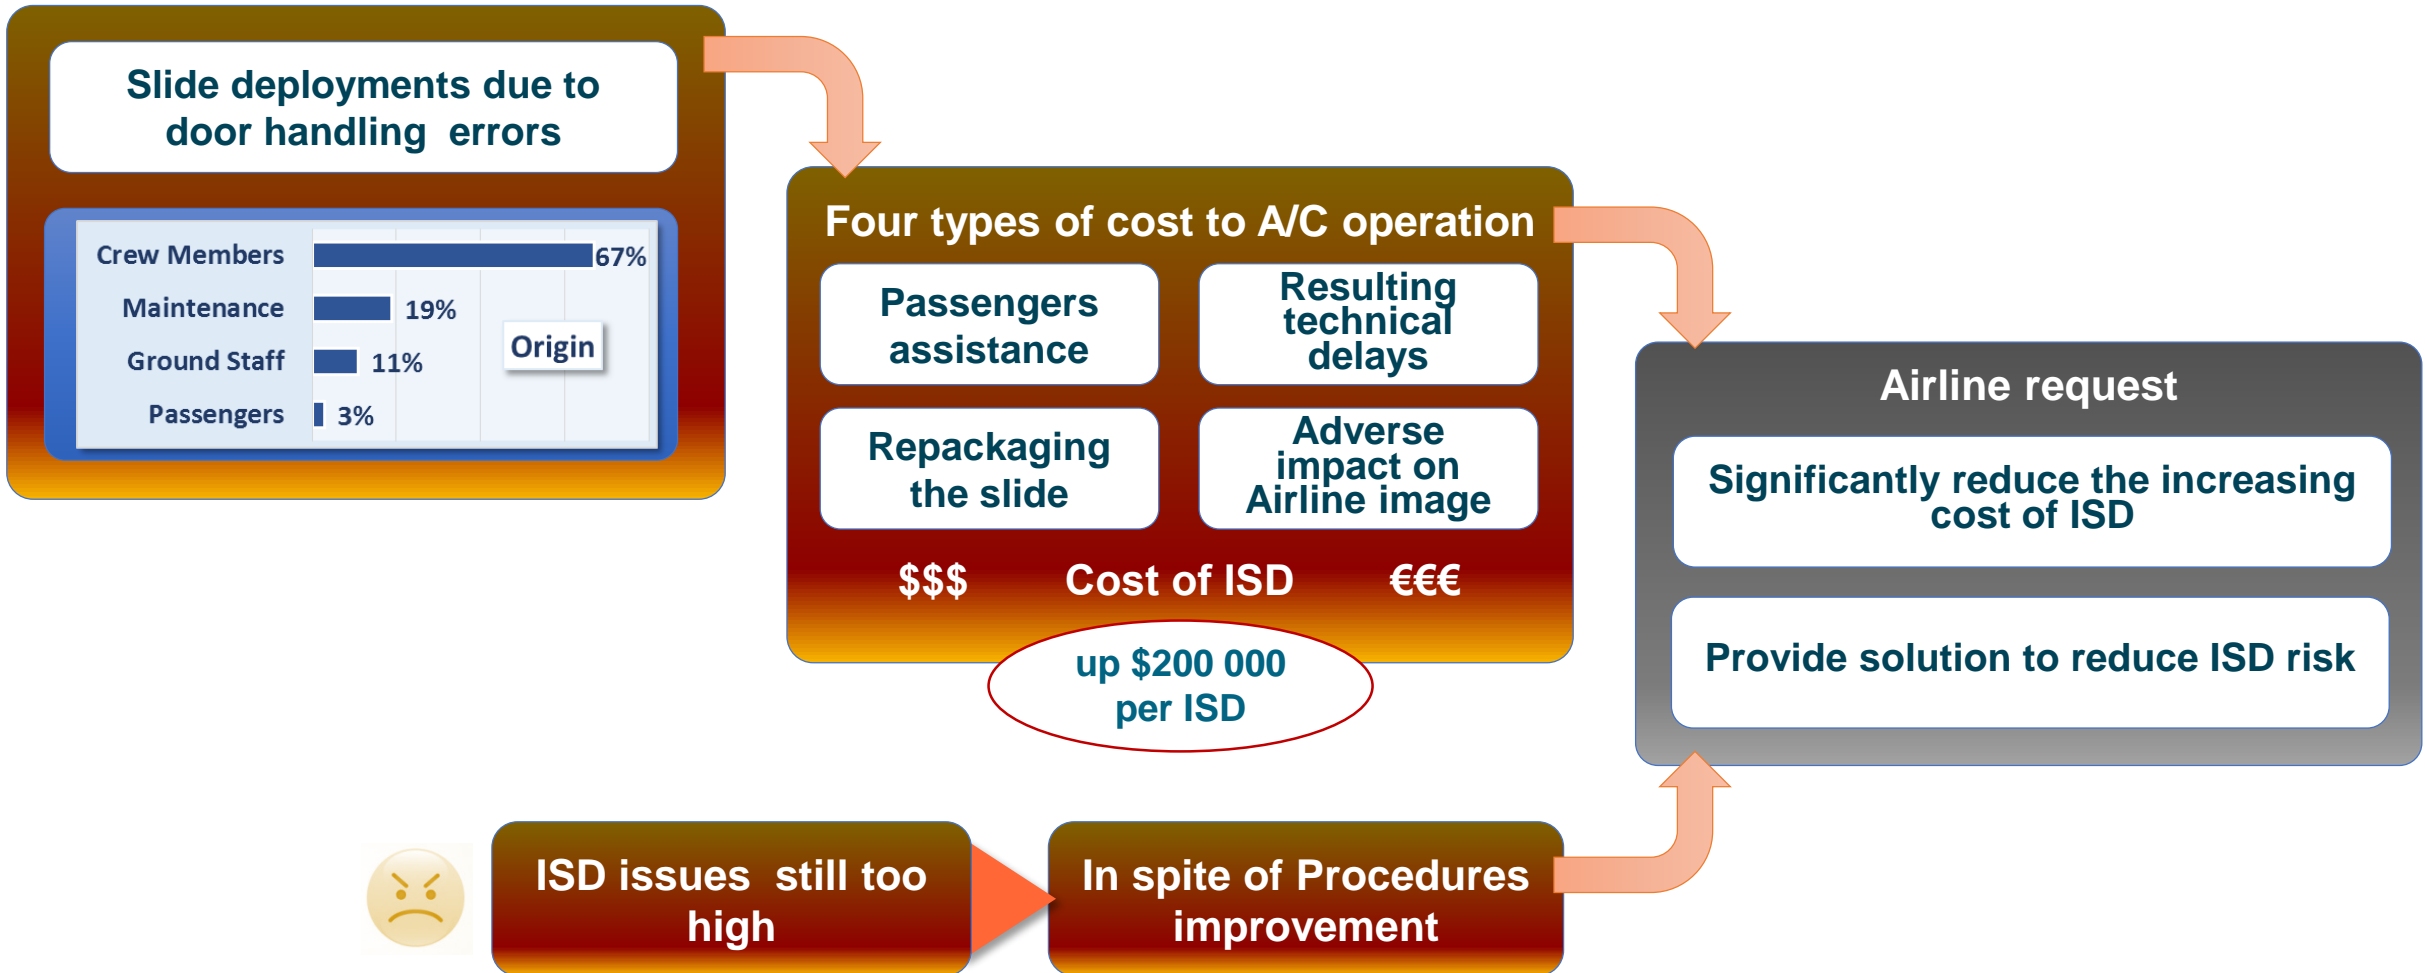 Slide deployments due to
door handling errors
Crew Members 67%
Maintenance 19%
Ground Staff 11%
Passengers 3%
Origin
Four types of cost to A/C operation
Passengers
assistance
Resulting
technical
delays
Repackaging
the slide
Adverse
impact on
Airline image
$$$ Cost of ISD €€€
up $200 000
per ISD
Airline request
Significantly reduce the increasing
cost of ISD
Provide solution to reduce ISD risk
ISD issues still too
high
In spite of Procedures
improvement